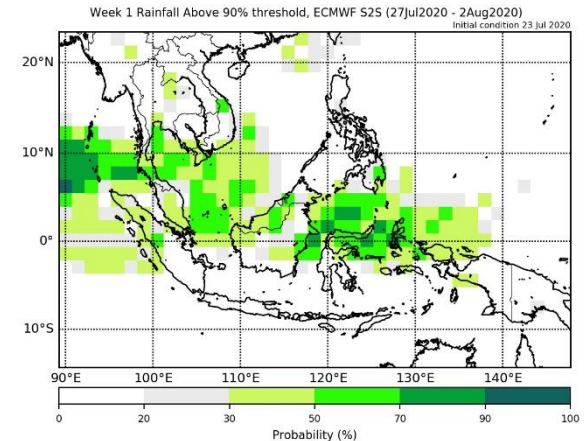 Week 1 Rainfall Above 90% threshold, ECMWF S2S (27Jul2020 - 2Aug2020)
Initial condition 23 Jul 2020
20°N
10°N
0°
10°S
90°E 100°E 110°E 120°E 130°E 140°E
0 20 30 50 70 90 100
Probability (%)